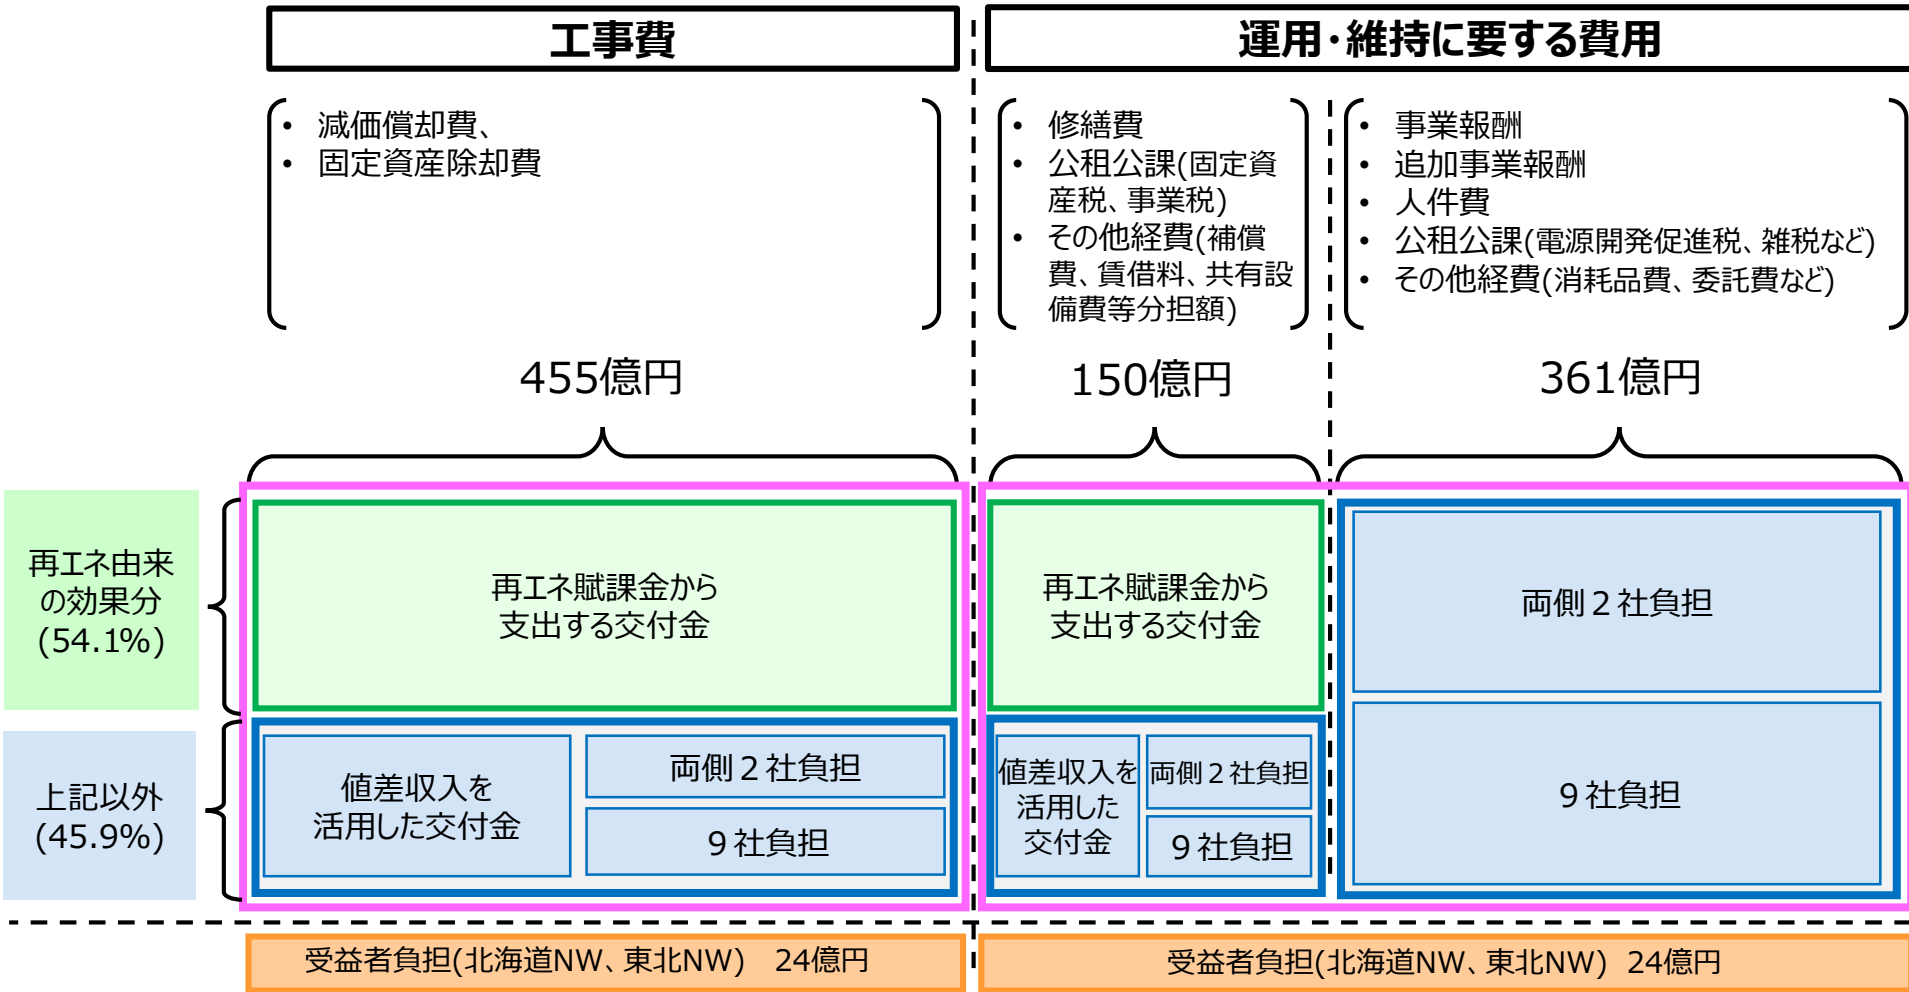 工事費
運用・維持に要する費用
• 減価償却費、
• 固定資産除却費
• 修繕費
• 公租公課(固定資
産税、事業税)
• その他経費(補償
費、賃借料、共有設
備費等分担額)
• 事業報酬
• 追加事業報酬
• 人件費
• 公租公課(電源開発促進税、雑税など)
• その他経費(消耗品費、委託費など)
455億円
150億円
361億円
再エネ由来
の効果分
(54.1%)
再エネ賦課金から
支出する交付金
再エネ賦課金から
支出する交付金
両側２社負担
９社負担
上記以外
(45.9%)
値差収入を
活用した交付金
両側２社負担
９社負担
値差収入を
活用した
交付金
両側２社負担
９社負担
受益者負担(北海道NW、東北NW)　24億円
受益者負担(北海道NW、東北NW)　24億円